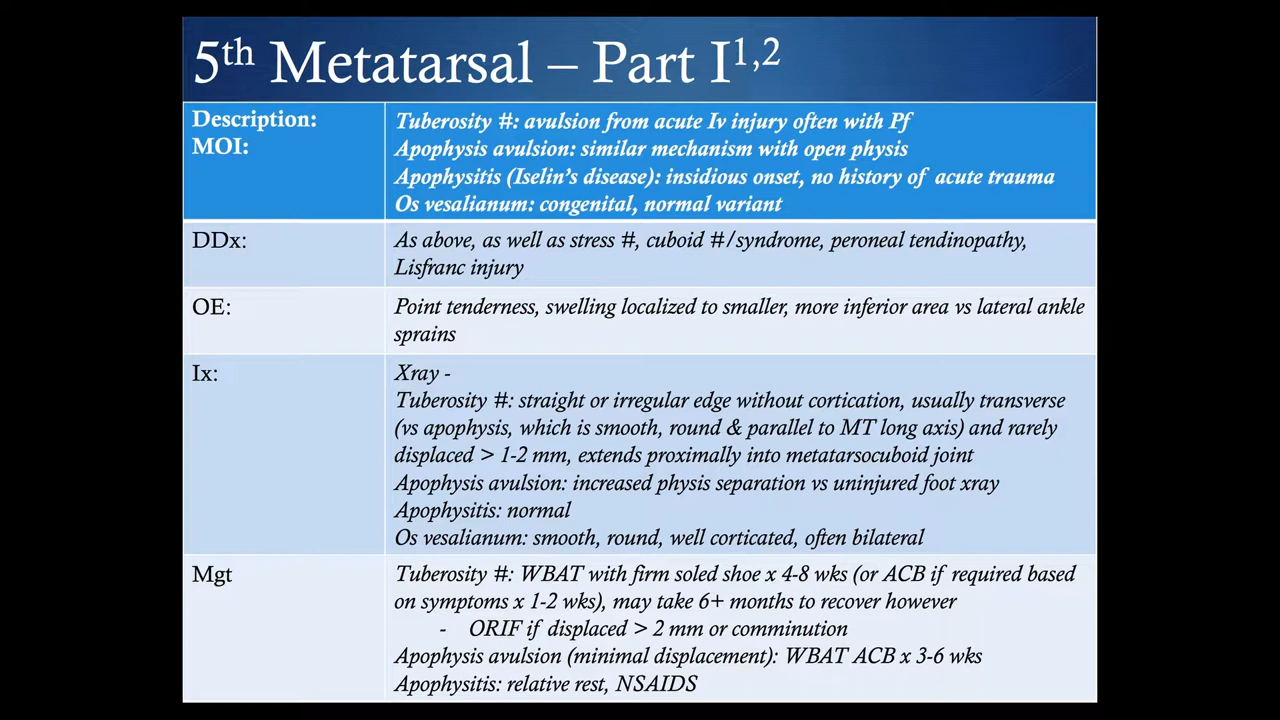 5th Metatarsal – Part I1,2
Description:
MOI:
Tuberosity #: avulsion from acute Iv injury often with Pf
Apophysis avulsion: similar mechanism with open physis
Apophysitis (Iselin's disease): insidious onset, no history of acute trauma
Os vesalianum: congenital, normal variant
DDx:
As above, as well as stress #, cuboid #/syndrome, peroneal tendinopathy,
Lisfranc injury
OE:
Point tenderness, swelling localized to smaller, more inferior area vs lateral ankle
sprains
Ix:
Xray -
Tuberosity #: straight or irregular edge without cortication, usually transverse
(vs apophysis, which is smooth, round & parallel to MT long axis) and rarely
displaced > 1-2 mm, extends proximally into metatarsocuboid joint
Apophysis avulsion: increased physis separation vs uninjured foot xray
Apophysitis: normal
Os vesalianum: smooth, round, well corticated, often bilateral
Mgt
Tuberosity #: WBAT with firm soled shoe x 4-8 wks (or ACB if required based
on symptoms x 1-2 wks), may take 6+ months to recover however
- ORIF if displaced > 2 mm or comminution
Apophysis avulsion (minimal displacement): WBAT ACB x 3-6 wks
Apophysitis: relative rest, NSAIDS